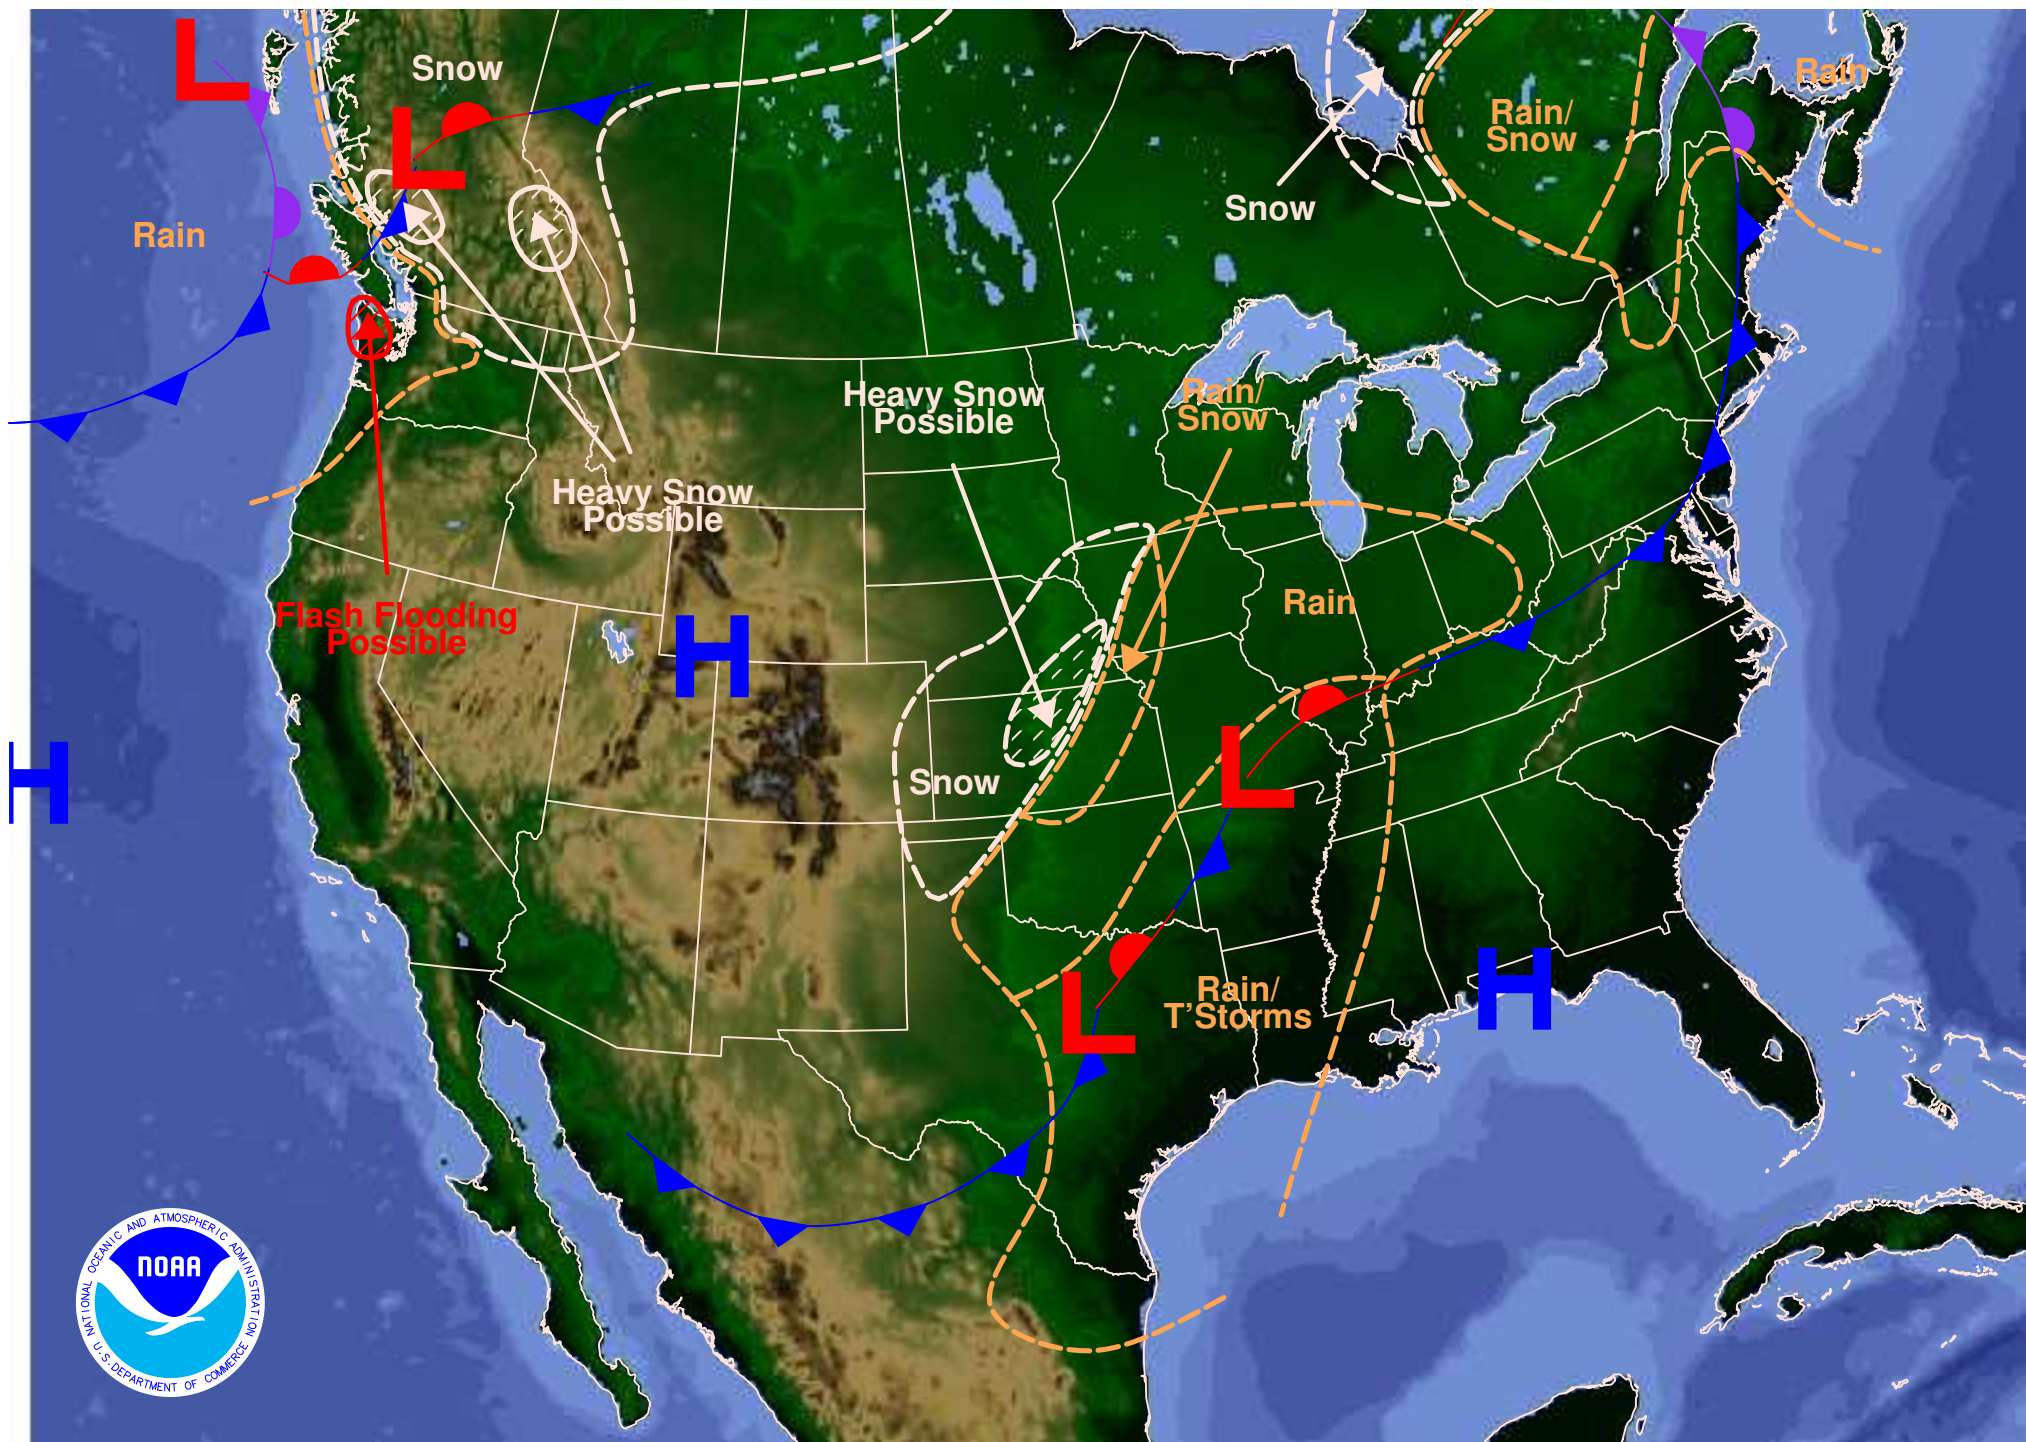 L
Snow
L
Rain
Rain/
Snow
Rain
Snow
Heavy Snow
Possible
Rain/
Snow
Heavy Snow
Possible
Flash Flooding
Possible
Rain
H
H
Snow
L
L
Rain/
T'Storms
H
NATIONAL OCEANIC AND ATMOSPHERIC ADMINISTRATION
NOAA
U.S. DEPARTMENT OF COMMERCE